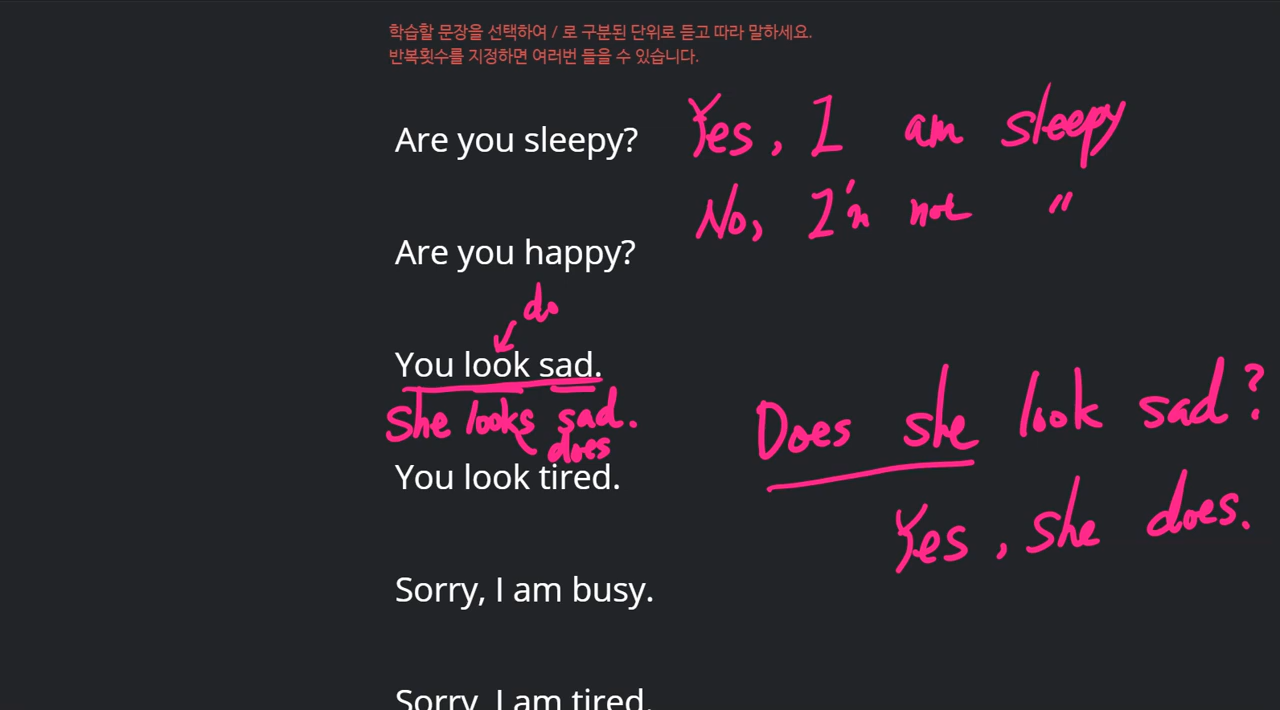 학습할 문장을 선택하여 / 로 구분된 단위로 듣고 따라 말하세요.
반복횟수를 지정하면 여러번 들을 수 있습니다.
Are you sleepy?
Yes, I am sleepy
No, I'm not "
Are you happy?
do
You look sad.
She looks sad.
does
Does she look sad?
You look tired.
Yes, she does.
Sorry, I am busy.
Sorry, I am tired.